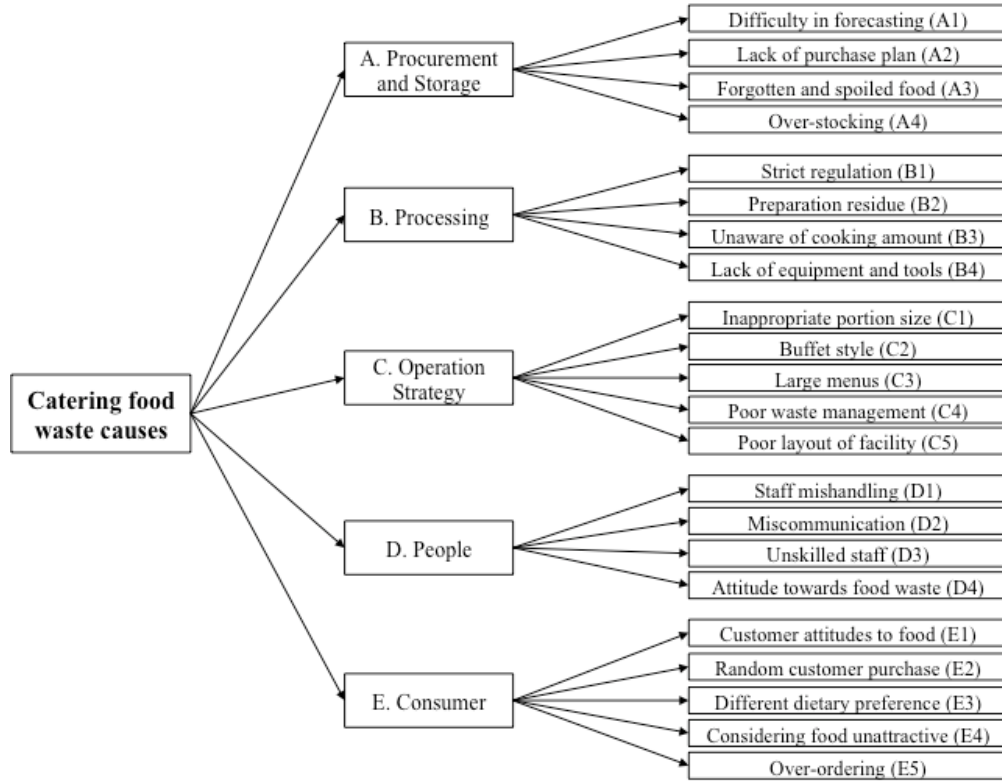 Catering food
waste causes
A. Procurement
and Storage
Difficulty in forecasting (A1)
Lack of purchase plan (A2)
Forgotten and spoiled food (A3)
Over-stocking (A4)
B. Processing
Strict regulation (B1)
Preparation residue (B2)
Unaware of cooking amount (B3)
Lack of equipment and tools (B4)
C. Operation
Strategy
Inappropriate portion size (C1)
Buffet style (C2)
Large menus (C3)
Poor waste management (C4)
Poor layout of facility (C5)
D. People
Staff mishandling (D1)
Miscommunication (D2)
Unskilled staff (D3)
Attitude towards food waste (D4)
E. Consumer
Customer attitudes to food (E1)
Random customer purchase (E2)
Different dietary preference (E3)
Considering food unattractive (E4)
Over-ordering (E5)